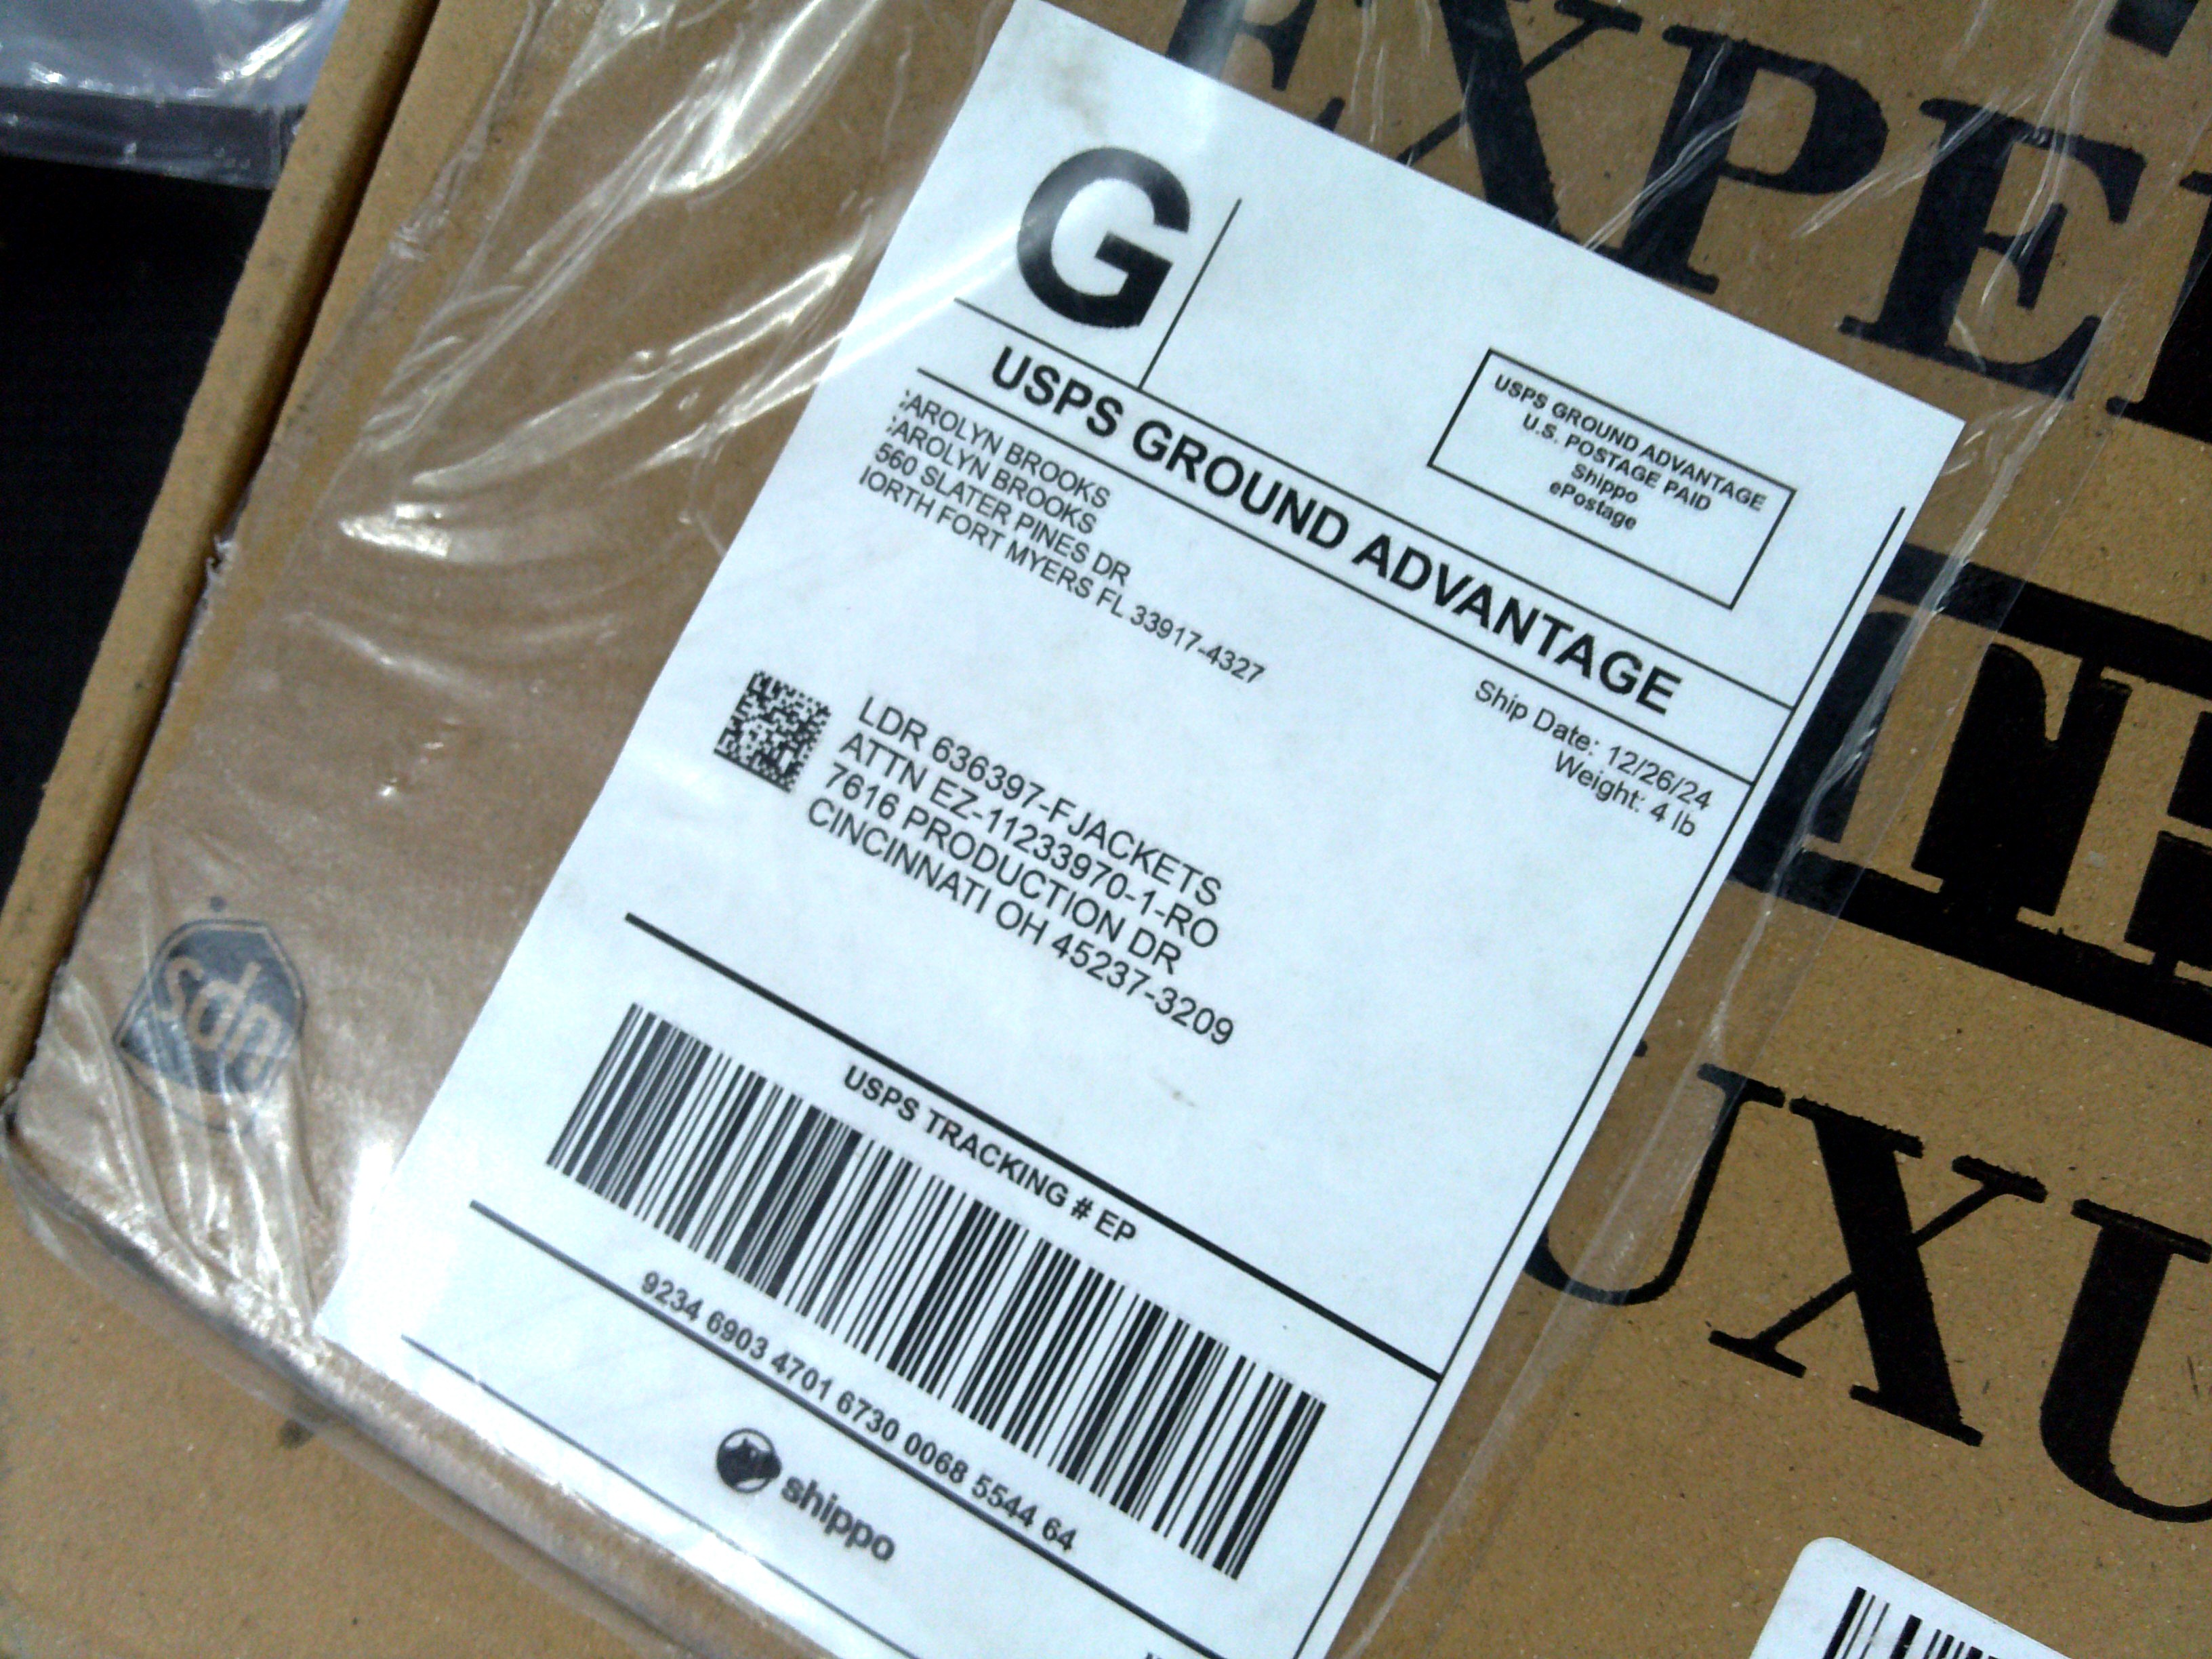 EXPE
G
USPS GROUND ADVANTAGE
U.S. POSTAGE PAID
Shippo
ePostage
USPS GROUND ADVANTAGE
AROLYN BROOKS
AROLYN BROOKS
560 SLATER PINES DR
ORTH FORT MYERS FL 33917-4327
Ship Date: 12/26/24
Weight: 4 lb
LDR 636397-FJACKETS
ATTN EZ-11233970-1-RO
7616 PRODUCTION DR
CINCINNATI OH 45237-3209
USPS TRACKING # EP
9234 6903 4701 6730 0068 5544 64
shippo
ups
UXU